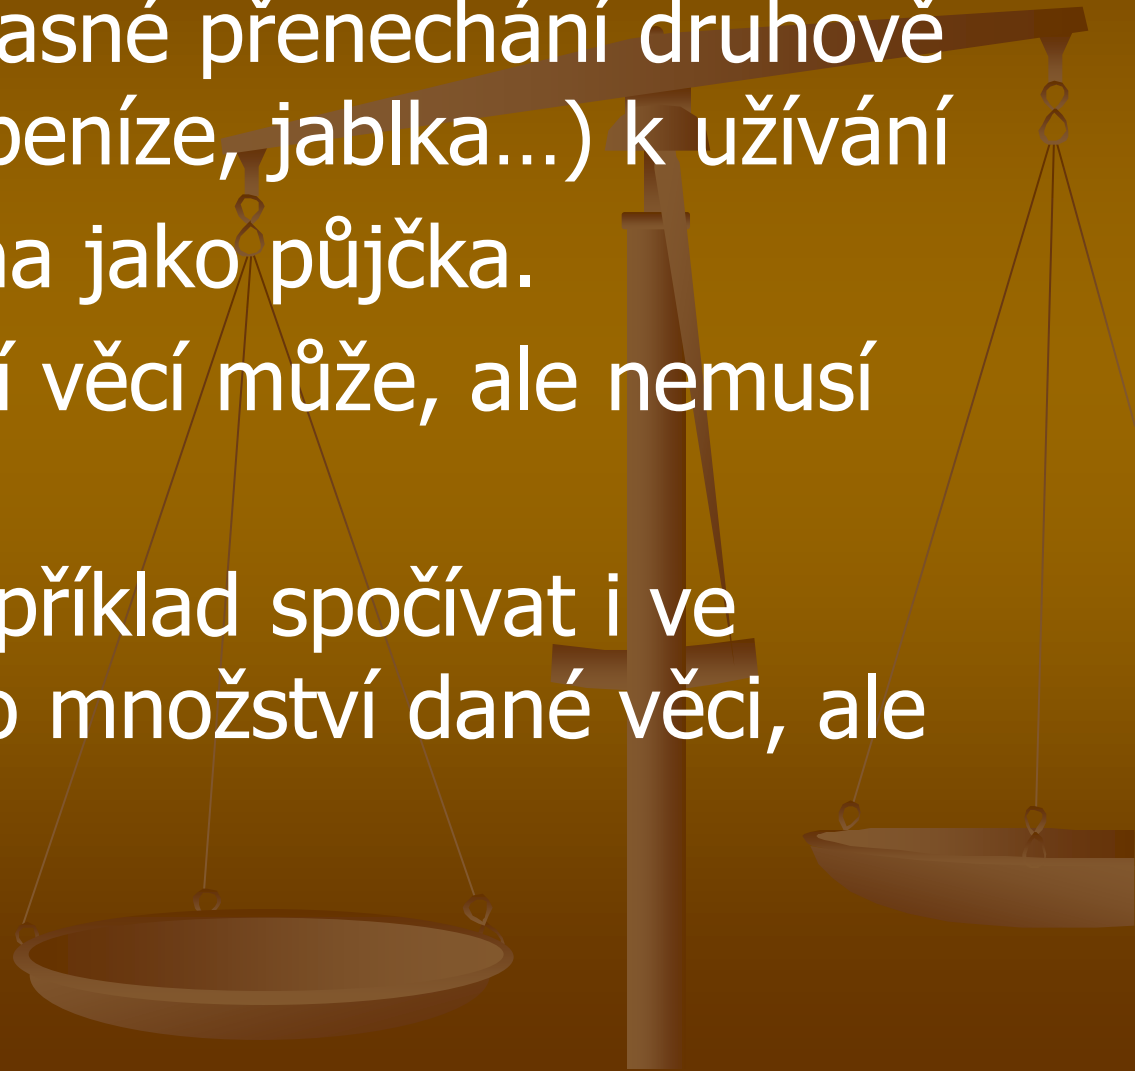 asné přenechání druhově
peníze, jablka…) k užívání
na jako půjčka.
í věcí může, ale nemusí
příklad spočívat i ve
o množství dané věci, ale